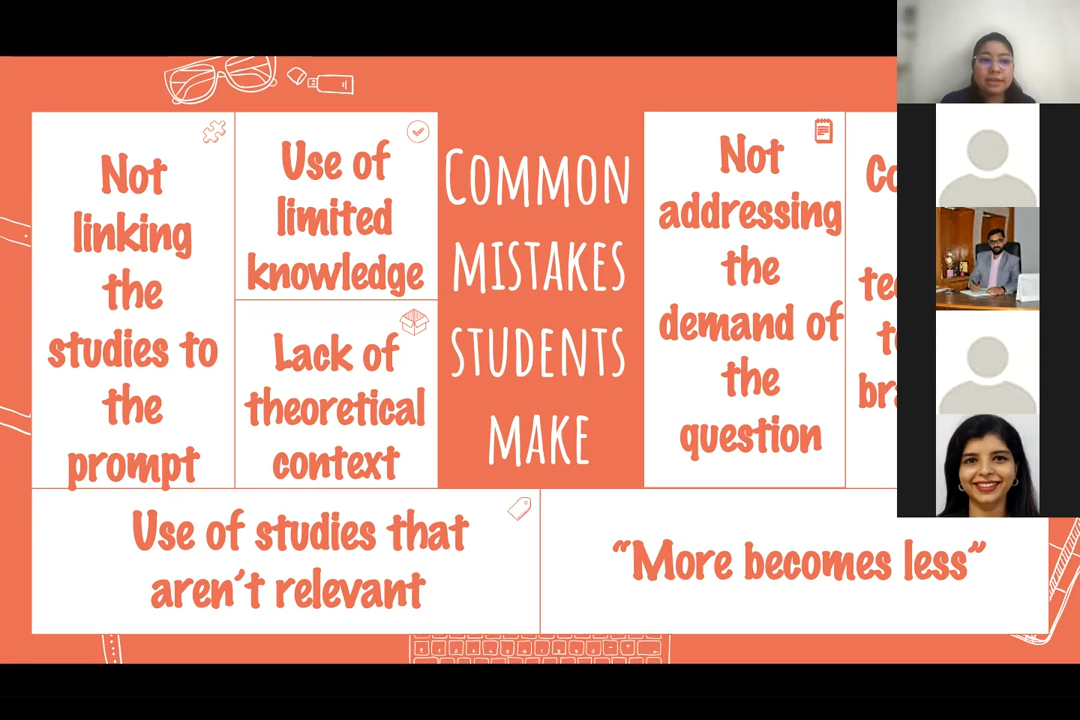 Not
linking
the
studies to
the
prompt
Use of
limited
knowledge
Lack of
theoretical
context
COMMON
MISTAKES
STUDENTS
MAKE
Not
addressing
the
demand of
the
question
Use of studies that
aren't relevant
“More becomes less”